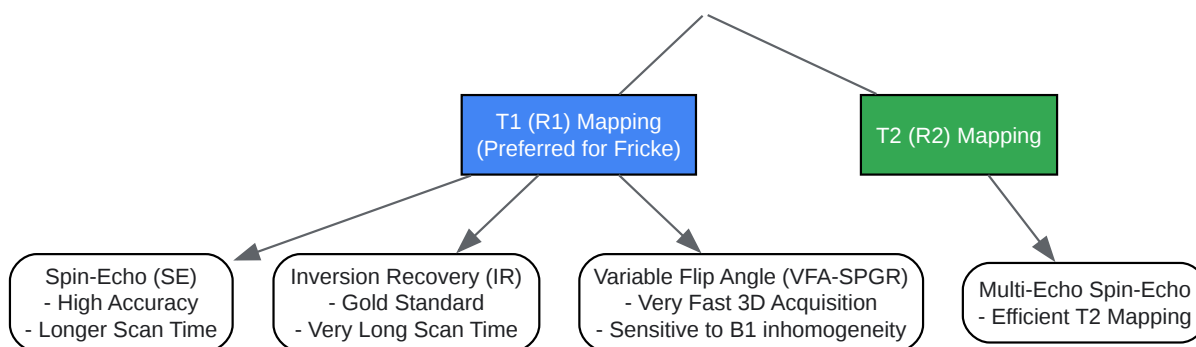 T1 (R1) Mapping
(Preferred for Fricke)
T2 (R2) Mapping
Spin-Echo (SE)
- High Accuracy
- Longer Scan Time
Inversion Recovery (IR)
- Gold Standard
- Very Long Scan Time
Variable Flip Angle (VFA-SPGR)
- Very Fast 3D Acquisition
- Sensitive to B1 inhomogeneity
Multi-Echo Spin-Echo
- Efficient T2 Mapping